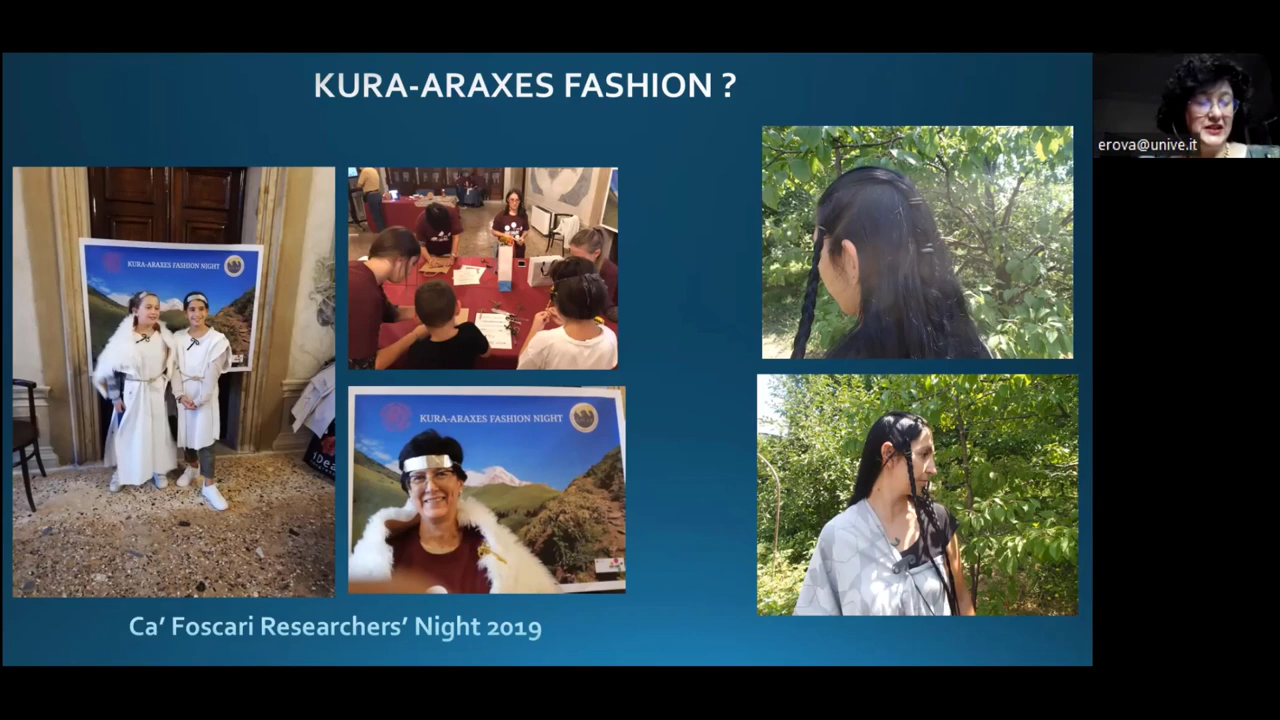 KURA-ARAXES FASHION ?
erova@unive.it
KURA-ARAXES FASHION NIGHT
KURA-ARAXES FASHION NIGHT
iDea
Ca' Foscari Researchers' Night 2019